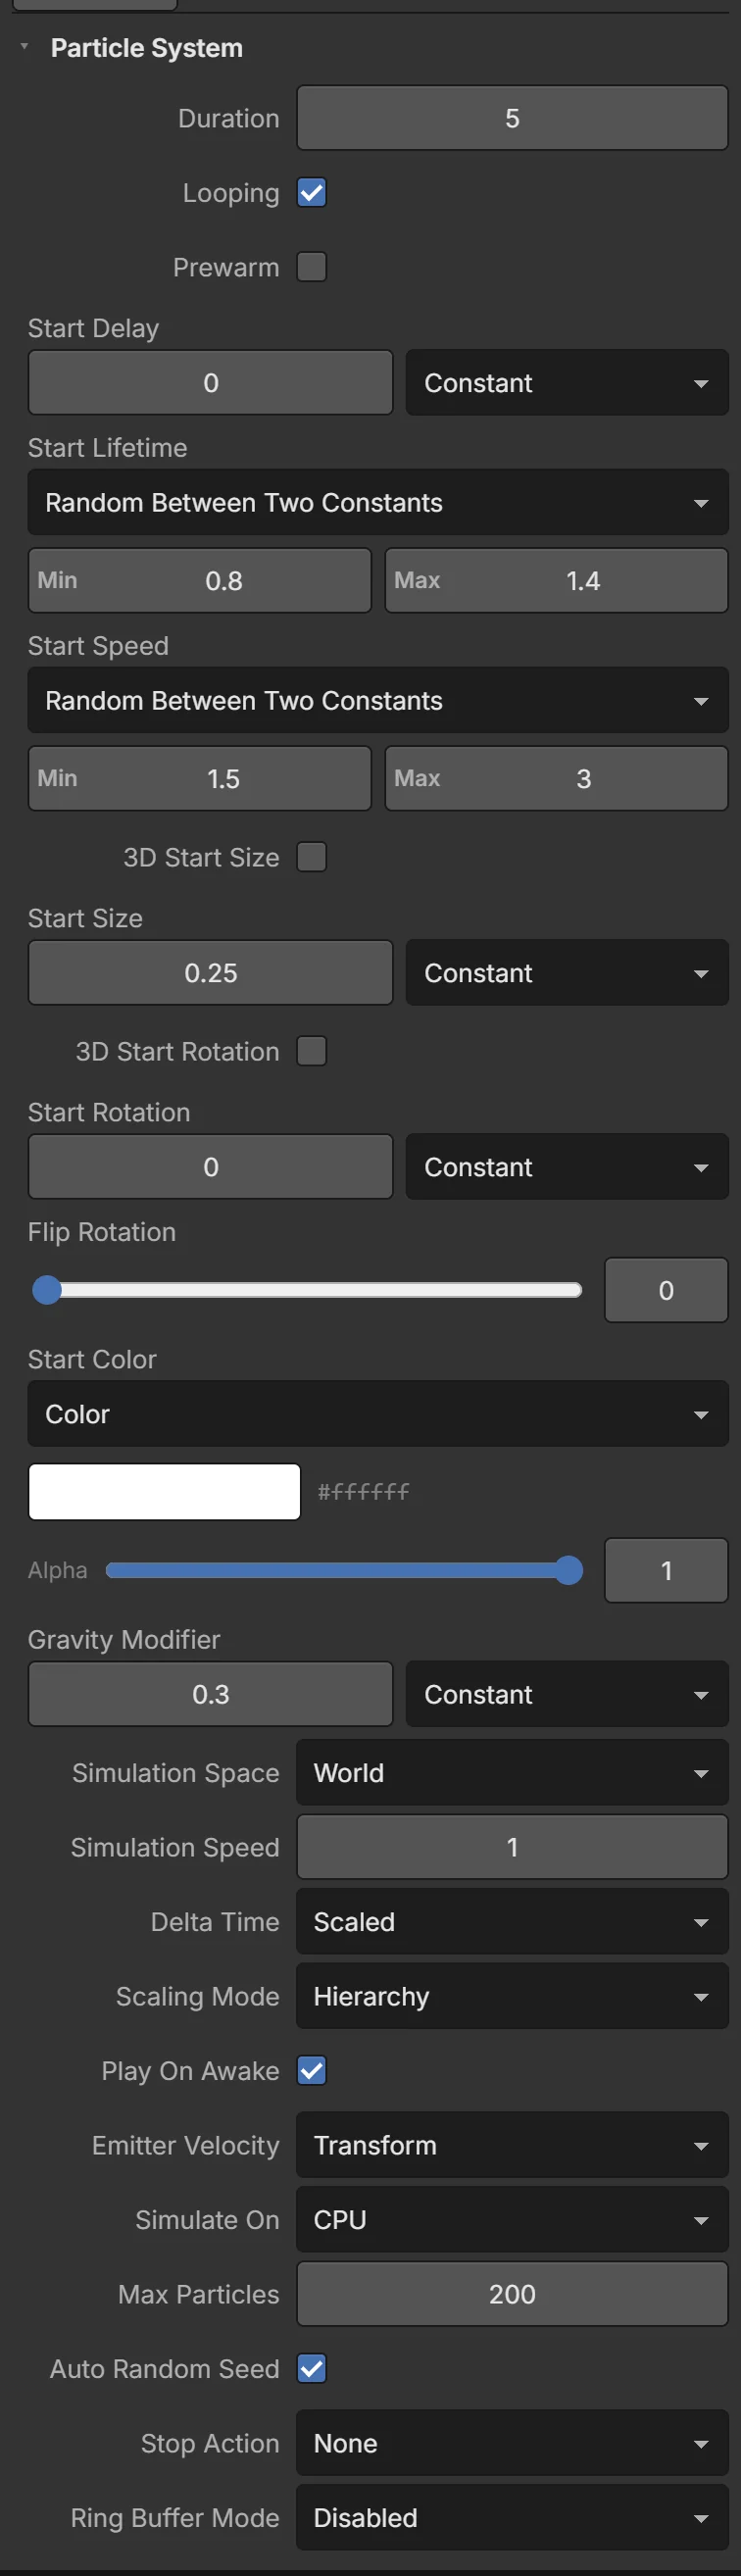 Particle System
Duration 5
Looping
Prewarm
Start Delay
0 Constant
Start Lifetime
Random Between Two Constants
Min 0.8 Max 1.4
Start Speed
Random Between Two Constants
Min 1.5 Max 3
3D Start Size
Start Size
0.25 Constant
3D Start Rotation
Start Rotation
0 Constant
Flip Rotation
0
Start Color
Color
#ffffff
Alpha 1
Gravity Modifier
0.3 Constant
Simulation Space World
Simulation Speed 1
Delta Time Scaled
Scaling Mode Hierarchy
Play On Awake
Emitter Velocity Transform
Simulate On CPU
Max Particles 200
Auto Random Seed
Stop Action None
Ring Buffer Mode Disabled